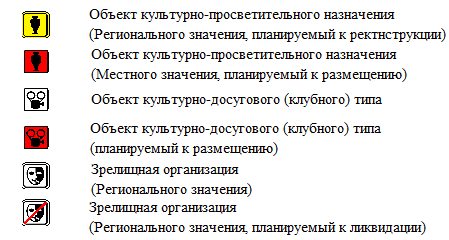 Объект культурно-просветительного назначения
(Регионального значения, планируемый к ректнструкции)
Объект культурно-просветительного назначения
(Местного значения, планируемый к размещению)
Объект культурно-досугового (клубного) типа
Объект культурно-досугового (клубного) типа
(планируемый к размещению)
Зрелищная организация
(Регионального значения)
Зрелищная организация
(Регионального значения, планируемый к ликвидации)